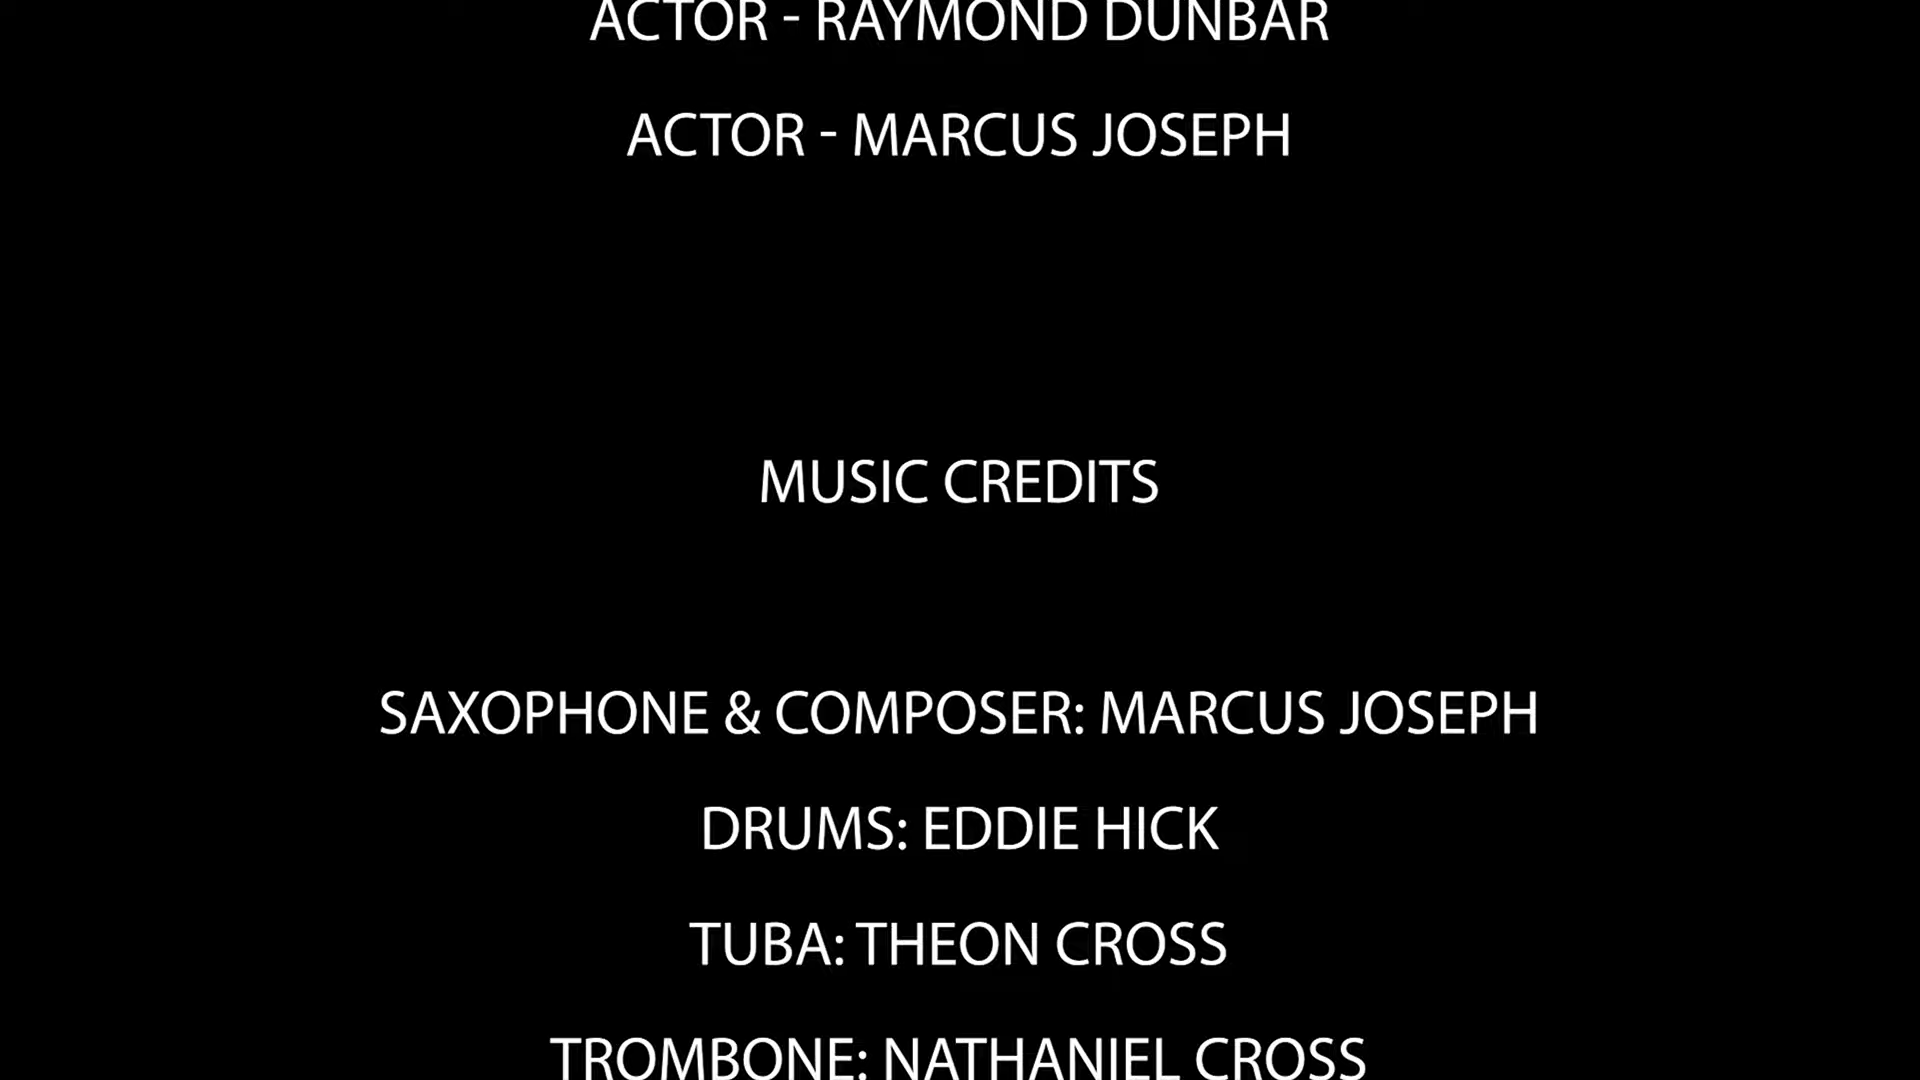 ACTOR - RAYMOND DUNBAR
ACTOR - MARCUS JOSEPH
MUSIC CREDITS
SAXOPHONE & COMPOSER: MARCUS JOSEPH
DRUMS: EDDIE HICK
TUBA: THEON CROSS
TROMBONE: NATHANIEL CROSS